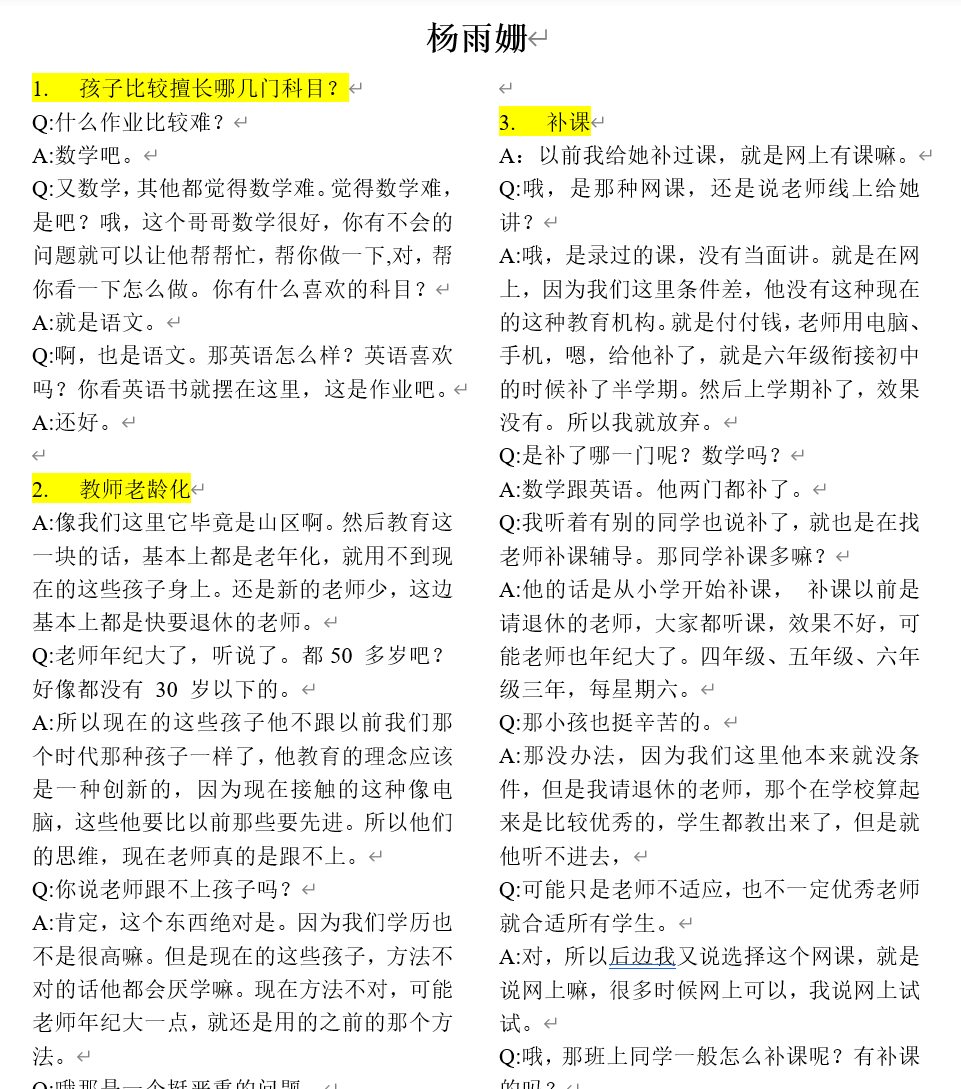 杨雨姗
1. 孩子比较擅长哪几门科目？
Q:什么作业比较难？
A:数学吧。
Q:又数学，其他都觉得数学难。觉得数学难，
是吧？哦，这个哥哥数学很好，你有不会的
问题就可以让他帮帮忙，帮你做一下,对，帮
你看一下怎么做。你有什么喜欢的科目？
A:就是语文。
Q:啊，也是语文。那英语怎么样？英语喜欢
吗？你看英语书就摆在这里，这是作业吧。
A:还好。
2. 教师老龄化
A:像我们这里它毕竟是山区啊。然后教育这
一块的话，基本上都是老年化，就用不到现
在的这些孩子身上。还是新的老师少，这边
基本上都是快要退休的老师。
Q:老师年纪大了，听说了。都 50 多岁吧？
好像都没有 30 岁以下的。
A:所以现在的这些孩子他不跟以前我们那
个时代那种孩子一样了，他教育的理念应该
是一种创新的，因为现在接触的这种像电
脑，这些他要比以前那些要先进。所以他们
的思维，现在老师真的是跟不上。
Q:你说老师跟不上孩子吗？
A:肯定，这个东西绝对是。因为我们学历也
不是很高嘛。但是现在的这些孩子，方法不
对的话他都会厌学嘛。现在方法不对，可能
老师年纪大一点，就还是用的之前的那个方
法。
Q:哦那是一个挺严重的问题。
3. 补课
A：以前我给她补过课，就是网上有课嘛。
Q:哦，是那种网课，还是说老师线上给她
讲？
A:哦，是录过的课，没有当面讲。就是在网
上，因为我们这里条件差，他没有这种现在
的这种教育机构。就是付付钱，老师用电脑、
手机，嗯，给他补了，就是六年级衔接初中
的时候补了半学期。然后上学期补了，效果
没有。所以我就放弃。
Q:是补了哪一门呢？数学吗？
A:数学跟英语。他两门都补了。
Q:我听着有别的同学也说补了，就也是在找
老师补课辅导。那同学补课多嘛？
A:他的话是从小学开始补课， 补课以前是
请退休的老师，大家都听课，效果不好，可
能老师也年纪大了。四年级、五年级、六年
级三年，每星期六。
Q:那小孩也挺辛苦的。
A:那没办法，因为我们这里他本来就没条
件，但是我请退休的老师，那个在学校算起
来是比较优秀的，学生都教出来了，但是就
他听不进去，
Q:可能只是老师不适应，也不一定优秀老师
就合适所有学生。
A:对，所以后边我又说选择这个网课，就是
说网上嘛，很多时候网上可以，我说网上试
试。
Q:哦，那班上同学一般怎么补课呢？有补课
的吗？